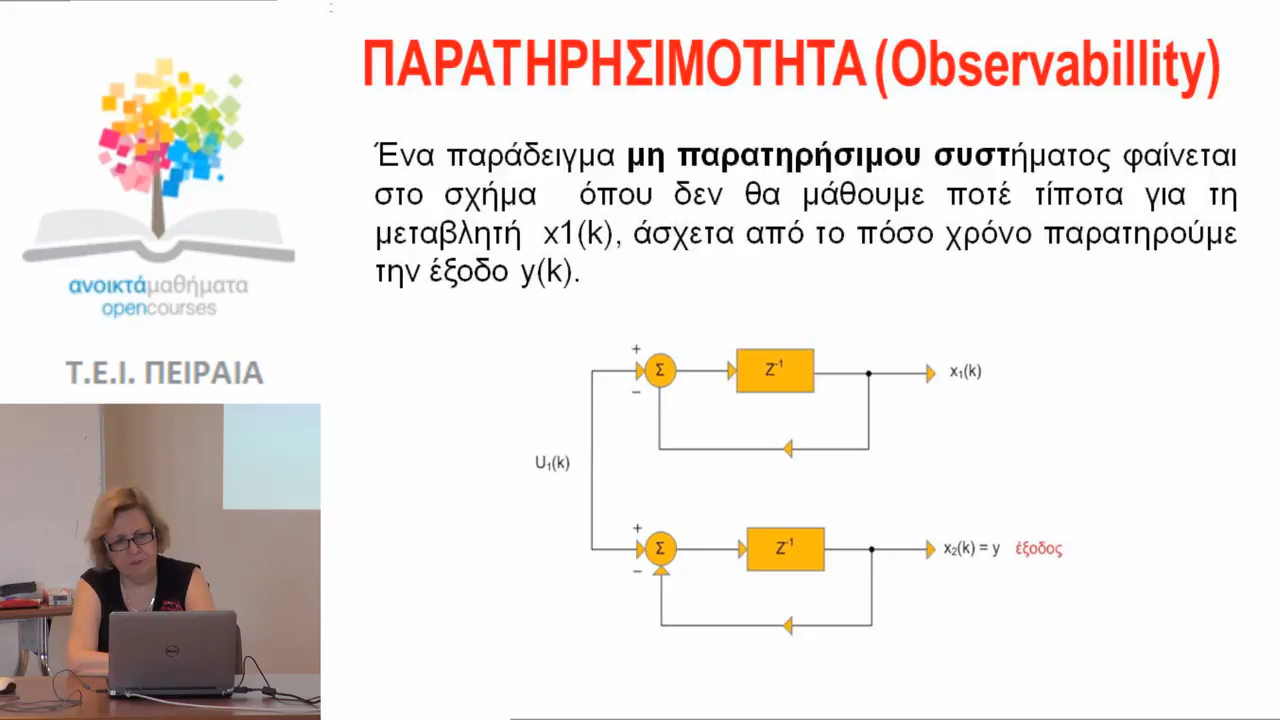 ΠΑΡΑΤΗΡΗΣΙΜΟΤΗΤΑ (Observabillity)
Ένα παράδειγμα μη παρατηρήσιμου συστήματος φαίνεται
στο σχήμα όπου δεν θα μάθουμε ποτέ τίποτα για τη
μεταβλητή x1(k), άσχετα από το πόσο χρόνο παρατηρούμε
την έξοδο y(k).
ανοικτάμαθήματα
opencourses
Τ.Ε.Ι. ΠΕΙΡΑΙΑ
+
Σ
Z⁻¹
x₁(k)
−
U₁(k)
+
Σ
Z⁻¹
x₂(k) = y έξοδος
−
DELL